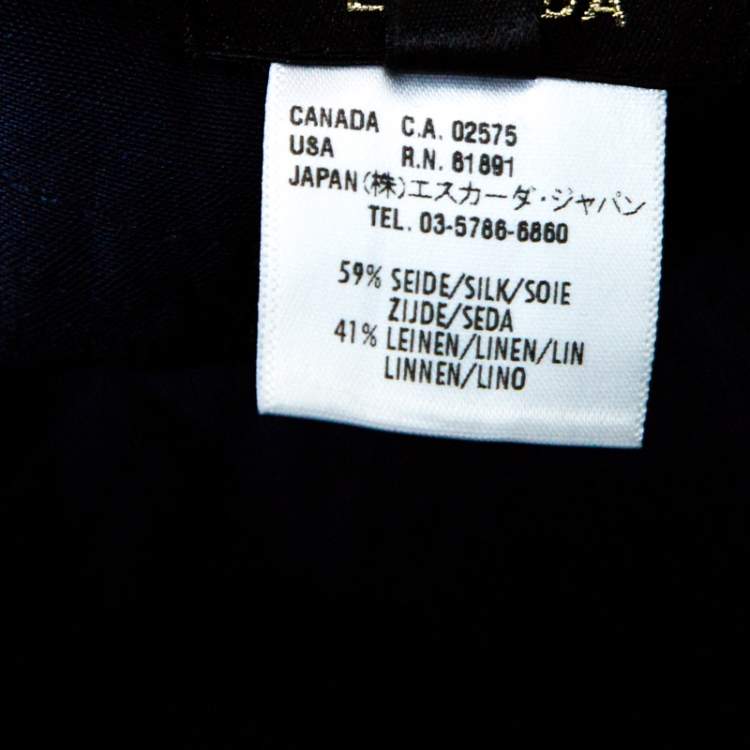 CANADA C.A. 02575
USA R.N. 81891
JAPAN(株)エスカーダ・ジャパン
TEL. 03-5786-6860
59% SEIDE/SILK/SOIE
ZIJDE/SEDA
41% LEINEN/LINEN/LIN
LINNEN/LINO